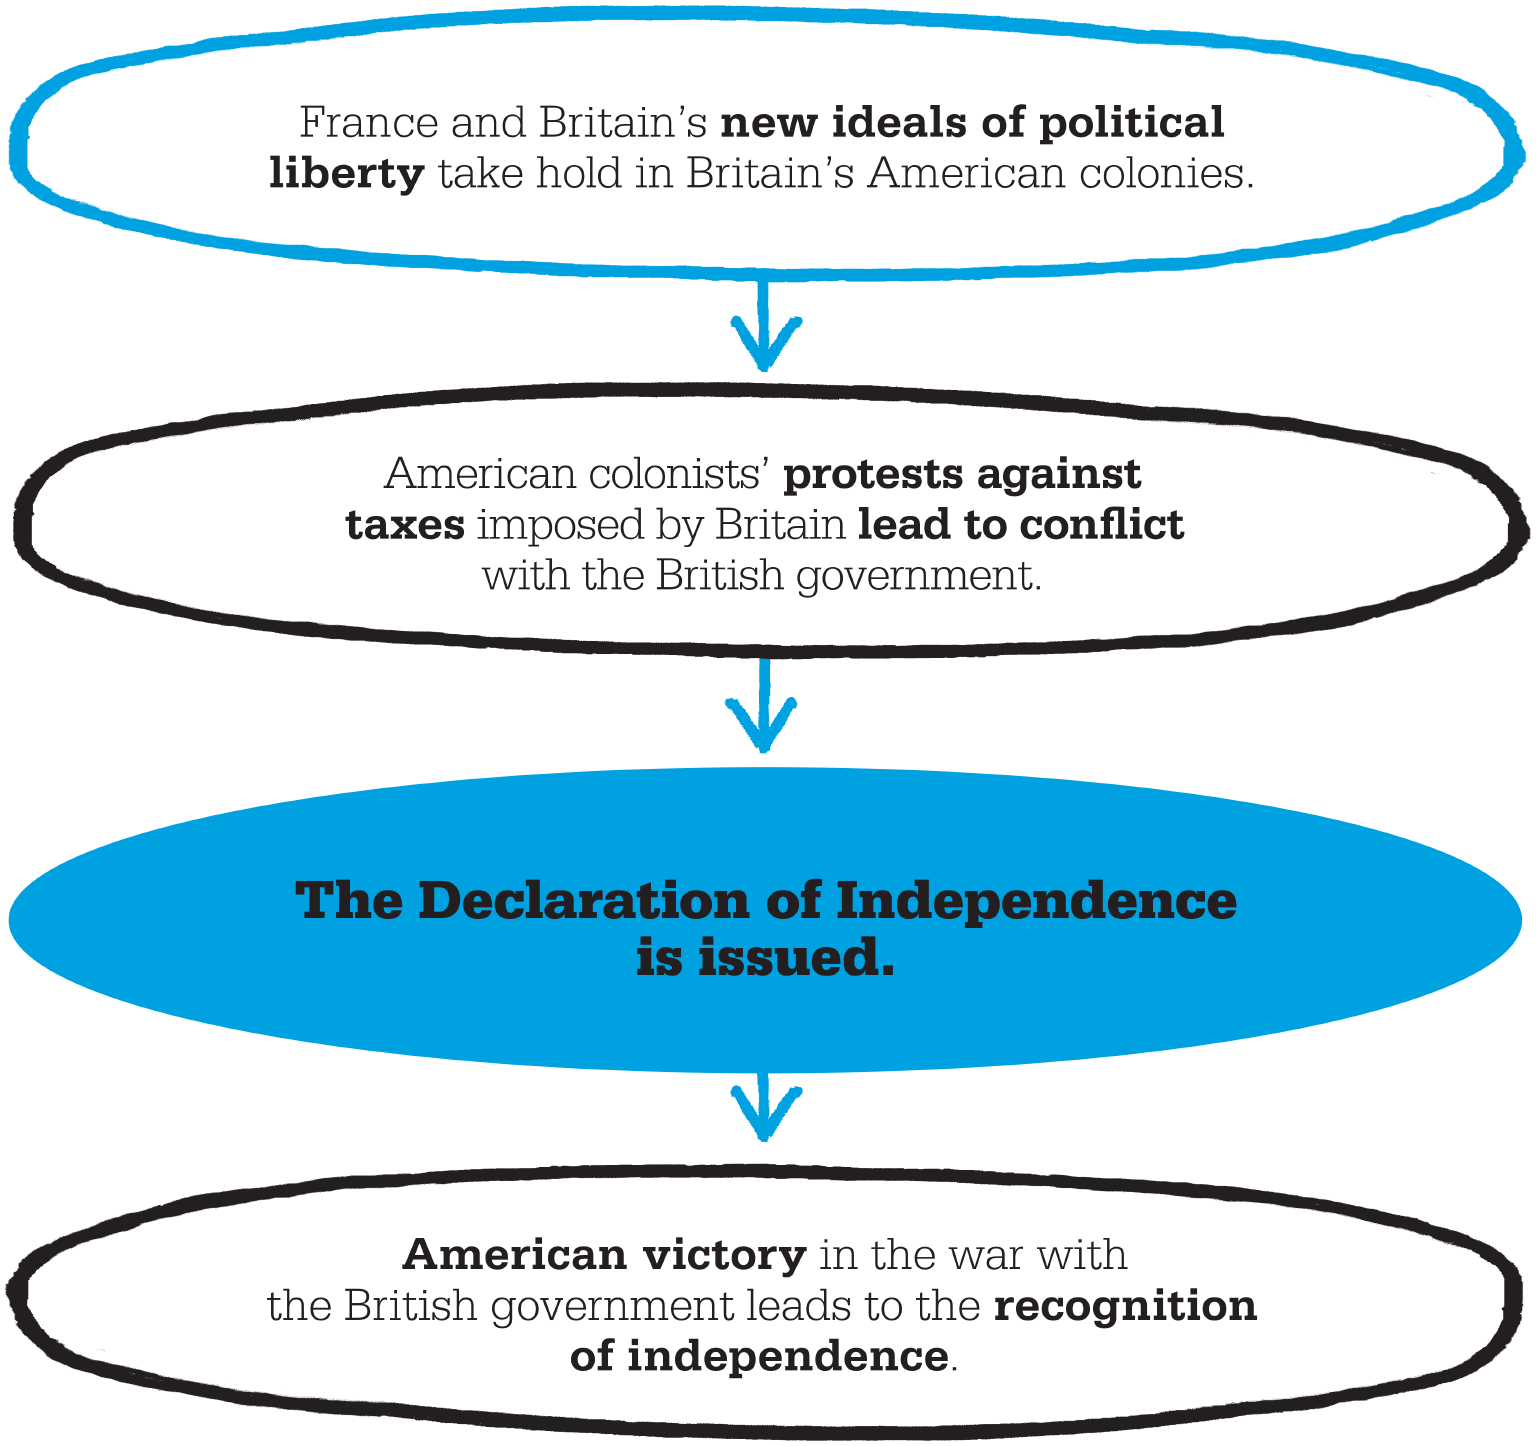 France and Britain’s new ideals of political
liberty take hold in Britain’s American colonies.
American colonists’ protests against
taxes imposed by Britain lead to conflict
with the British government.
The Declaration of Independence
is issued.
American victory in the war with
the British government leads to the recognition
of independence.